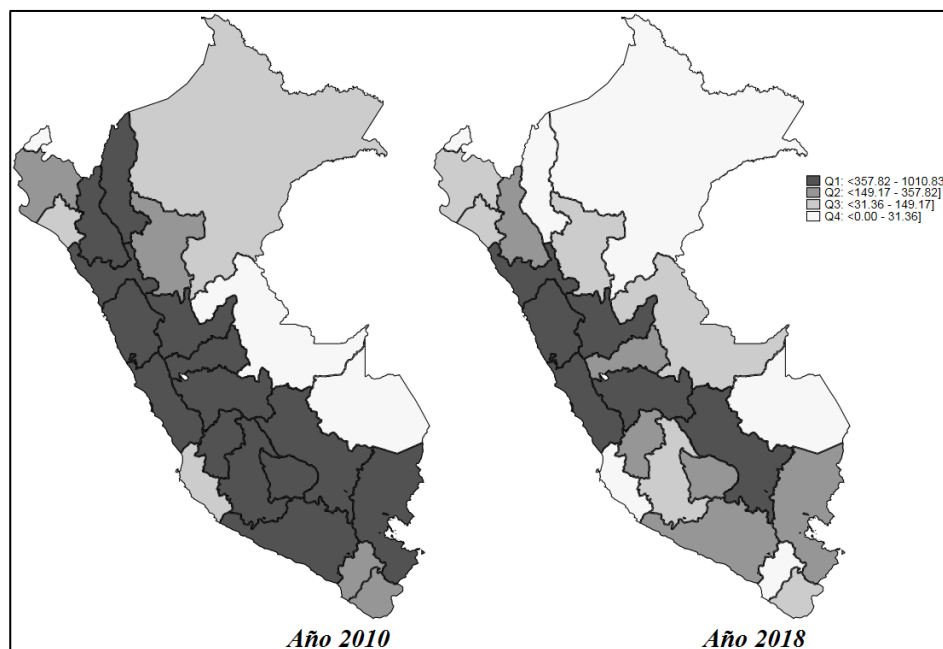 Q1: <357.82 - 1010.83
Q2: <149.17 - 357.82]
Q3: <31.36 - 149.17]
Q4: <0.00 - 31.36]
Año 2010
Año 2018